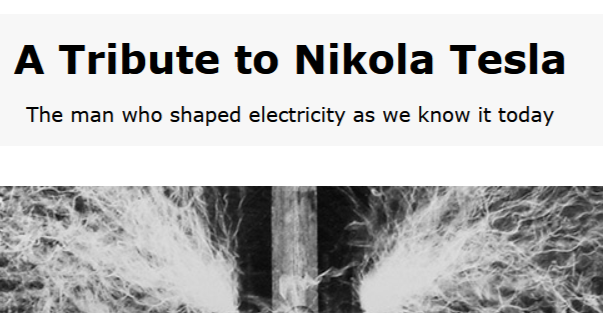 A Tribute to Nikola Tesla
The man who shaped electricity as we know it today